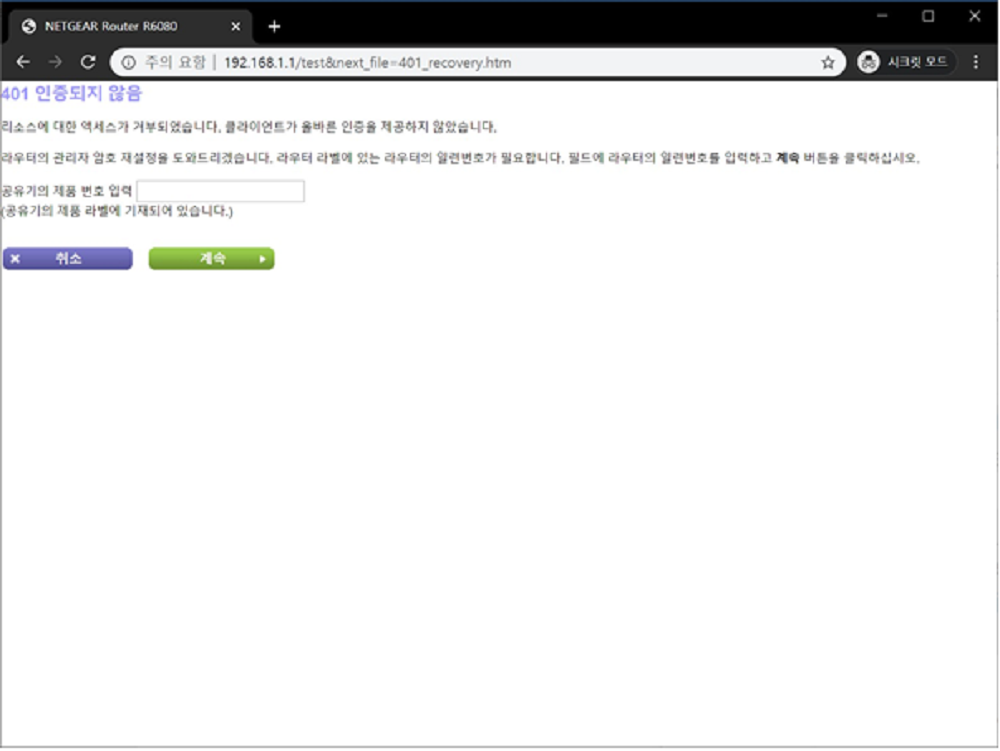 NETGEAR Router R6080
주의 요함 | 192.168.1.1/test&next_file=401_recovery.htm 시크릿 모드
401 인증되지 않음
리소스에 대한 액세스가 거부되었습니다. 클라이언트가 올바른 인증을 제공하지 않았습니다.
라우터의 관리자 암호 재설정을 도와드리겠습니다. 라우터 라벨에 있는 라우터의 일련번호가 필요합니다. 필드에 라우터의 일련번호를 입력하고 계속 버튼을 클릭하십시오.
공유기의 제품 번호 입력
(공유기의 제품 라벨에 기재되어 있습니다.)
취소 계속